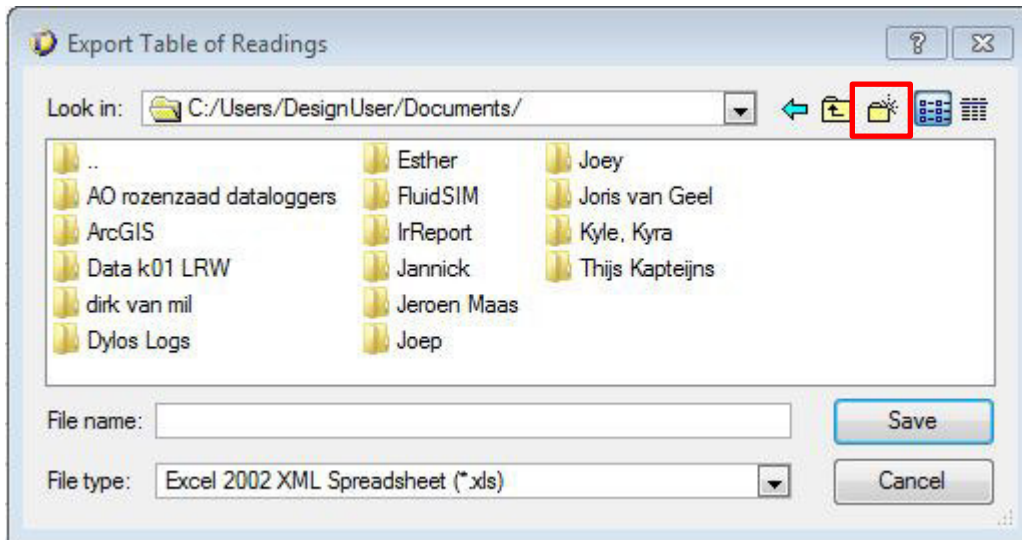 Export Table of Readings
Look in: C:/Users/DesignUser/Documents/
..
AO rozenzaad dataloggers
ArcGIS
Data k01 LRW
dirk van mil
Dylos Logs
Esther
FluidSIM
IrReport
Jannick
Jeroen Maas
Joep
Joey
Joris van Geel
Kyle, Kyra
Thijs Kapteijns
File name:
Save
File type: Excel 2002 XML Spreadsheet (*.xls)
Cancel